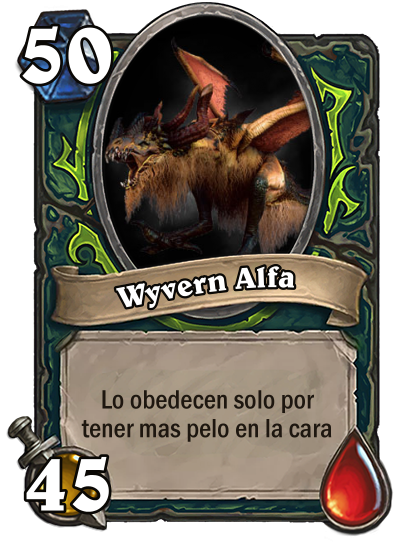 50
Wyvern Alfa
Lo obedecen solo por
tener mas pelo en la cara
45